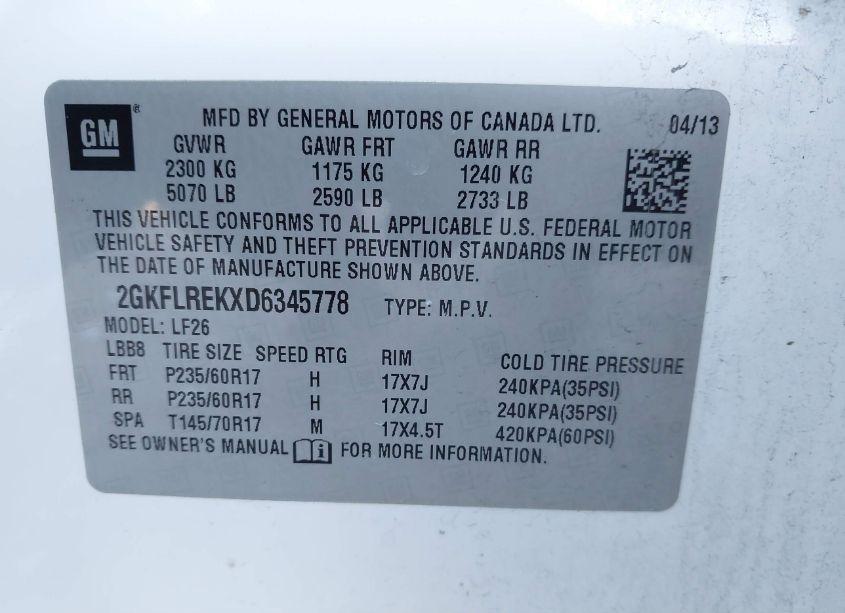 GM ® MFD BY GENERAL MOTORS OF CANADA LTD. 04/13
GVWR GAWR FRT GAWR RR
2300 KG 1175 KG 1240 KG
5070 LB 2590 LB 2733 LB
THIS VEHICLE CONFORMS TO ALL APPLICABLE U.S. FEDERAL MOTOR
VEHICLE SAFETY AND THEFT PREVENTION STANDARDS IN EFFECT ON
THE DATE OF MANUFACTURE SHOWN ABOVE.
2GKFLREKXD6345778 TYPE: M.P.V.
MODEL: LF26
LBB8 TIRE SIZE SPEED RTG RIM COLD TIRE PRESSURE
FRT P235/60R17 H 17X7J 240KPA(35PSI)
RR P235/60R17 H 17X7J 240KPA(35PSI)
SPA T145/70R17 M 17X4.5T 420KPA(60PSI)
SEE OWNER'S MANUAL i FOR MORE INFORMATION.